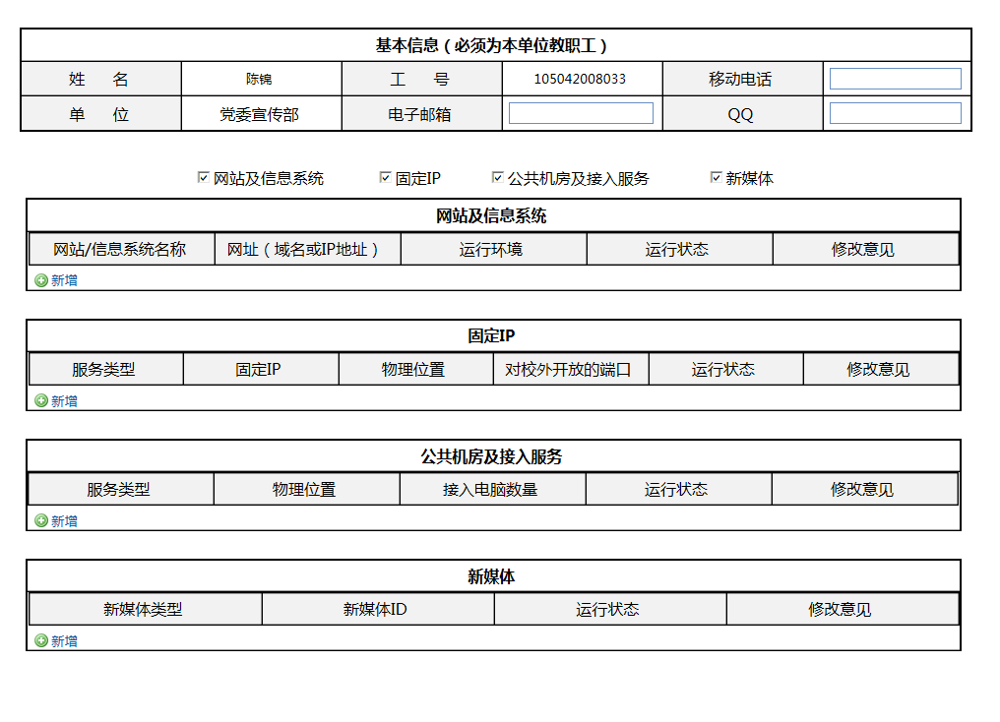 基本信息（必须为本单位教职工）
姓 名 陈锦 工 号 105042008033 移动电话
单 位 党委宣传部 电子邮箱 QQ
网站及信息系统 固定IP 公共机房及接入服务 新媒体
网站及信息系统
网站/信息系统名称 网址（域名或IP地址） 运行环境 运行状态 修改意见
新增
固定IP
服务类型 固定IP 物理位置 对校外开放的端口 运行状态 修改意见
新增
公共机房及接入服务
服务类型 物理位置 接入电脑数量 运行状态 修改意见
新增
新媒体
新媒体类型 新媒体ID 运行状态 修改意见
新增